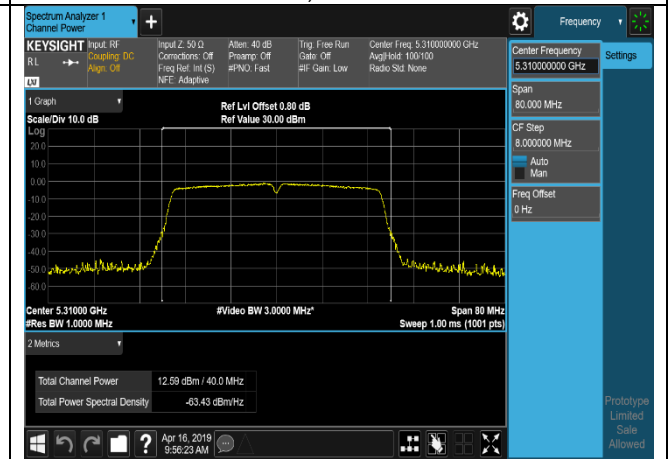 Spectrum Analyzer 1
Channel Power
+
Frequency
KEYSIGHT
RL
LXI
Input: RF
Coupling: DC
Align: Off
Input Z: 50 Ω
Corrections: Off
Freq Ref: Int (S)
NFE: Adaptive
Atten: 40 dB
Preamp: Off
#PNO: Fast
Trig: Free Run
Gate: Off
#IF Gain: Low
Center Freq: 5.310000000 GHz
Avg|Hold: 100/100
Radio Std: None
Center Frequency
5.310000000 GHz
Settings
Span
80.000 MHz
CF Step
8.000000 MHz
Auto
Man
Freq Offset
0 Hz
1 Graph
Scale/Div 10.0 dB
Ref Lvl Offset 0.80 dB
Ref Value 30.00 dBm
Log
20.0
10.0
0.00
-10.0
-20.0
-30.0
-40.0
-50.0
-60.0
Center 5.31000 GHz
#Video BW 3.0000 MHz*
Span 80 MHz
#Res BW 1.0000 MHz
Sweep 1.00 ms (1001 pts)
2 Metrics
Total Channel Power 12.59 dBm / 40.0 MHz
Total Power Spectral Density -63.43 dBm/Hz
Prototype
Limited
Sale
Allowed
?
Apr 16, 2019
9:56:23 AM